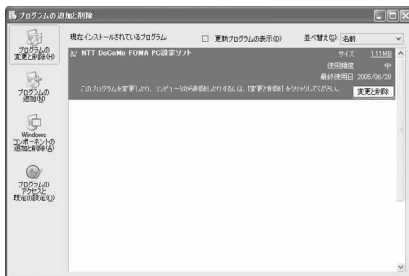 プログラムの追加と削除
現在インストールされているプログラム:
更新プログラムの表示(D)
並べ替え(S): 名前
プログラムの
変更と削除(H)
NTT DoCoMo FOMA PC設定ソフト
サイズ 1.11MB
使用頻度 中
最終使用日 2005/06/28
このプログラムを変更したり、コンピュータから削除したりするには、[変更と削除] をクリックしてください。
変更と削除
プログラムの
追加(N)
Windows
コンポーネントの
追加と削除(A)
プログラムの
アクセスと
既定の設定(O)